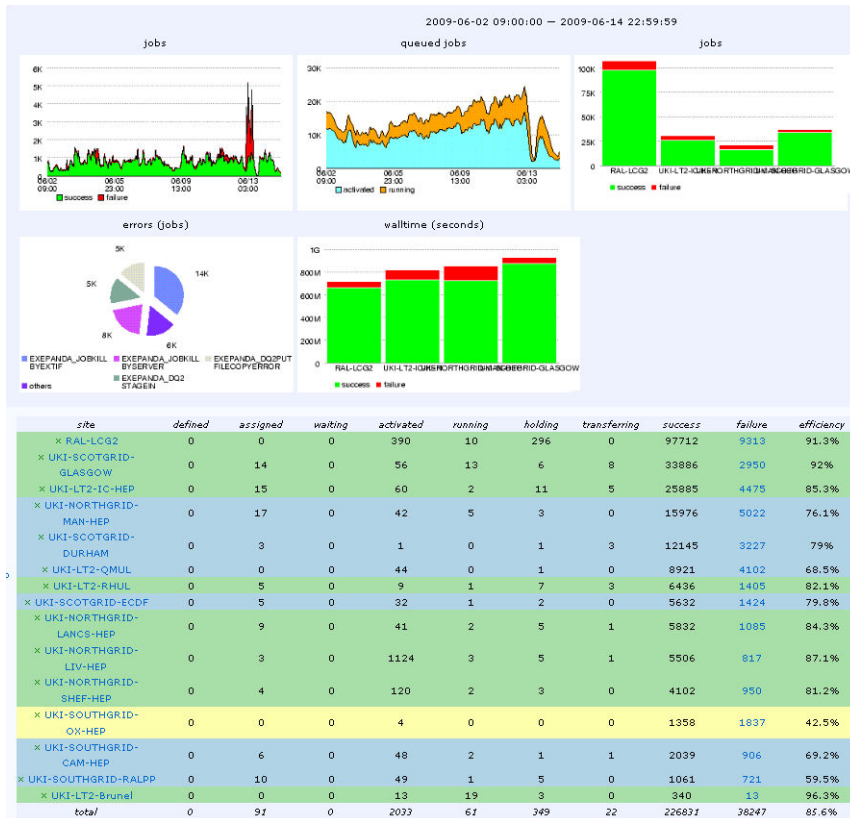 2009-06-02 09:00:00 — 2009-06-14 22:59:59
jobs
6K
5K
4K
3K
2K
1K
0
06/02 09:00
06/05 23:00
06/09 13:00
06/13 03:00
success failure
queued jobs
30K
20K
10K
0
06/02 09:00
06/05 23:00
06/09 13:00
06/13 03:00
activated running
jobs
100K
75K
50K
25K
0
RAL-LCG2
success failure
errors (jobs)
5K
14K
5K
8K
6K
EXEPANDA_JOBKILL BYEXTIF
EXEPANDA_JOBKILL BYSERVER
EXEPANDA_DQ2PUT FILECOPYERROR
others
EXEPANDA_DQ2 STAGEIN
walltime (seconds)
1G
800M
600M
400M
200M
0
RAL-LCG2
success failure
site defined assigned waiting activated running holding transferring success failure efficiency
× RAL-LCG2 0 0 0 390 10 296 0 97712 9313 91.3%
× UKI-SCOTGRID-GLASGOW 0 14 0 56 13 6 8 33886 2950 92%
× UKI-LT2-IC-HEP 0 15 0 60 2 11 5 25885 4475 85.3%
× UKI-NORTHGRID-MAN-HEP 0 17 0 42 5 3 0 15976 5022 76.1%
× UKI-SCOTGRID-DURHAM 0 3 0 1 0 1 3 12145 3227 79%
× UKI-LT2-QMUL 0 0 0 44 0 1 0 8921 4102 68.5%
× UKI-LT2-RHUL 0 5 0 9 1 7 3 6436 1405 82.1%
× UKI-SCOTGRID-ECDF 0 5 0 32 1 2 0 5632 1424 79.8%
× UKI-NORTHGRID-LANCS-HEP 0 9 0 41 2 5 1 5832 1085 84.3%
× UKI-NORTHGRID-LIV-HEP 0 3 0 1124 3 5 1 5506 817 87.1%
× UKI-NORTHGRID-SHEF-HEP 0 4 0 120 2 3 0 4102 950 81.2%
× UKI-SOUTHGRID-OX-HEP 0 0 0 4 0 0 0 1358 1837 42.5%
× UKI-SOUTHGRID-CAM-HEP 0 6 0 48 2 1 1 2039 906 69.2%
× UKI-SOUTHGRID-RALPP 0 10 0 49 1 5 0 1061 721 59.5%
× UKI-LT2-Brunel 0 0 0 13 19 3 0 340 13 96.3%
total 0 91 0 2033 61 349 22 226831 38247 85.6%